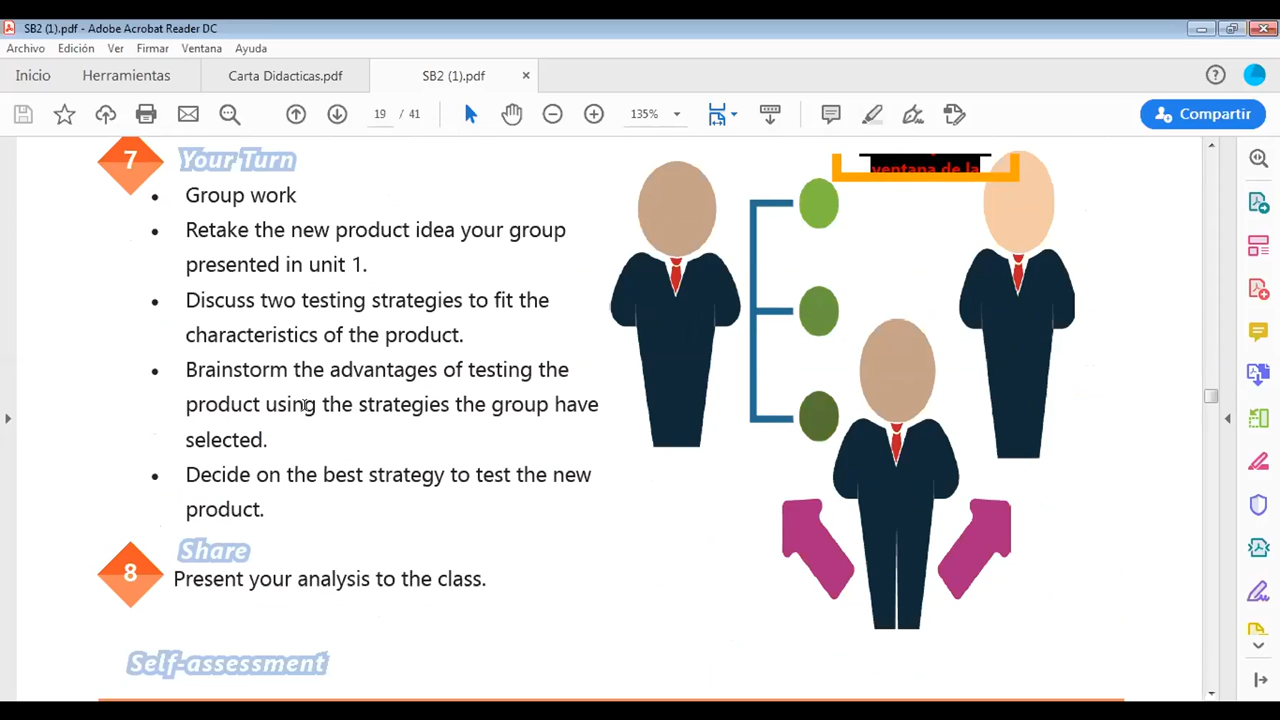 SB2 (1).pdf - Adobe Acrobat Reader DC
Archivo Edición Ver Firmar Ventana Ayuda
Inicio Herramientas Carta Didacticas.pdf SB2 (1).pdf
19 / 41 135% Compartir
7 Your Turn
ventana de la
• Group work
• Retake the new product idea your group
presented in unit 1.
• Discuss two testing strategies to fit the
characteristics of the product.
• Brainstorm the advantages of testing the
product using the strategies the group have
selected.
• Decide on the best strategy to test the new
product.
Share
8 Present your analysis to the class.
Self-assessment